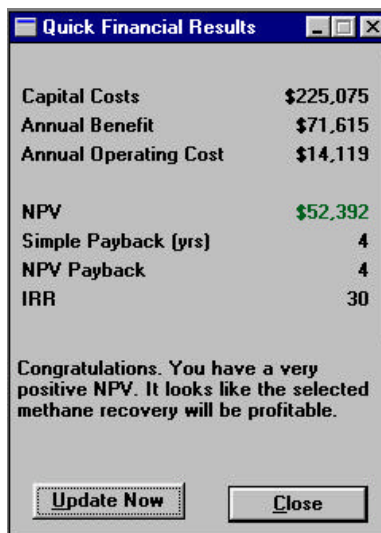 Quick Financial Results
Capital Costs $225,075
Annual Benefit $71,615
Annual Operating Cost $14,119
NPV $52,392
Simple Payback (yrs) 4
NPV Payback 4
IRR 30
Congratulations. You have a very
positive NPV. It looks like the selected
methane recovery will be profitable.
Update Now Close